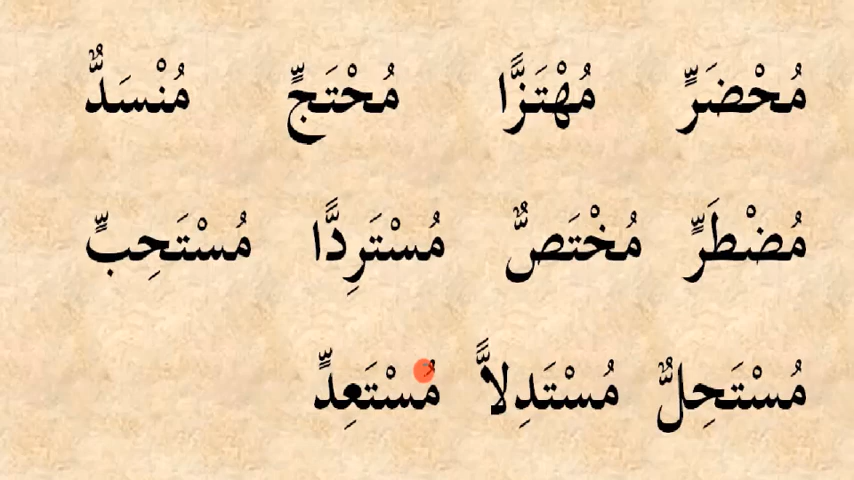 مُحْضَرٍّ مُهْتَزًّا مُحْتَجٍّ مُنْسَدٌّ
مُضْطَرٍّ مُخْتَصٌّ مُسْتَرِدًّا مُسْتَحِبٍّ
مُسْتَحِلٌّ مُسْتَدِلاًّ مُسْتَعِدٍّ